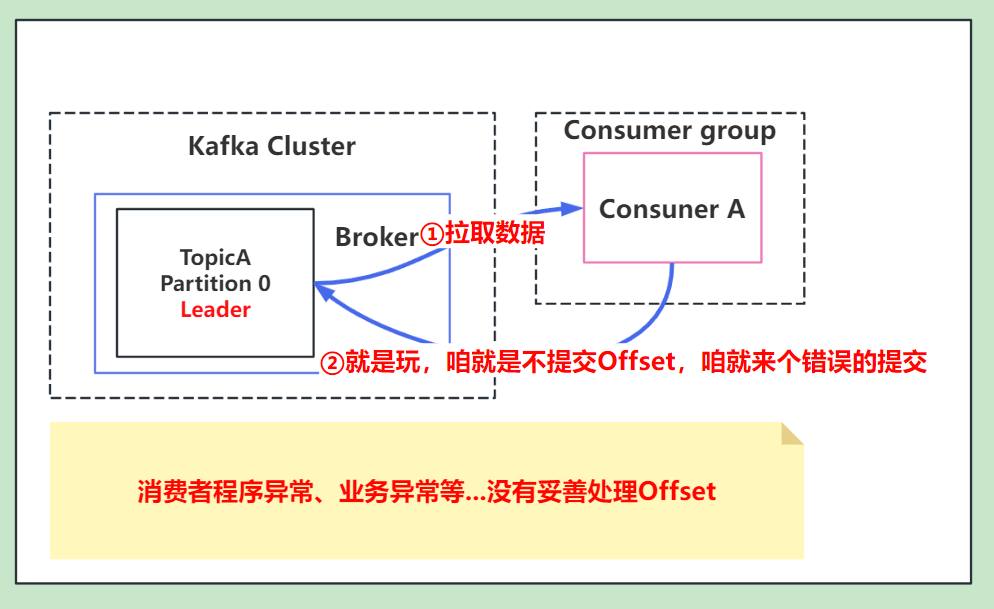 Kafka Cluster
Consumer group
Consuner A
Broker
①拉取数据
TopicA
Partition 0
Leader
②就是玩，咱就是不提交Offset，咱就来个错误的提交
消费者程序异常、业务异常等...没有妥善处理Offset